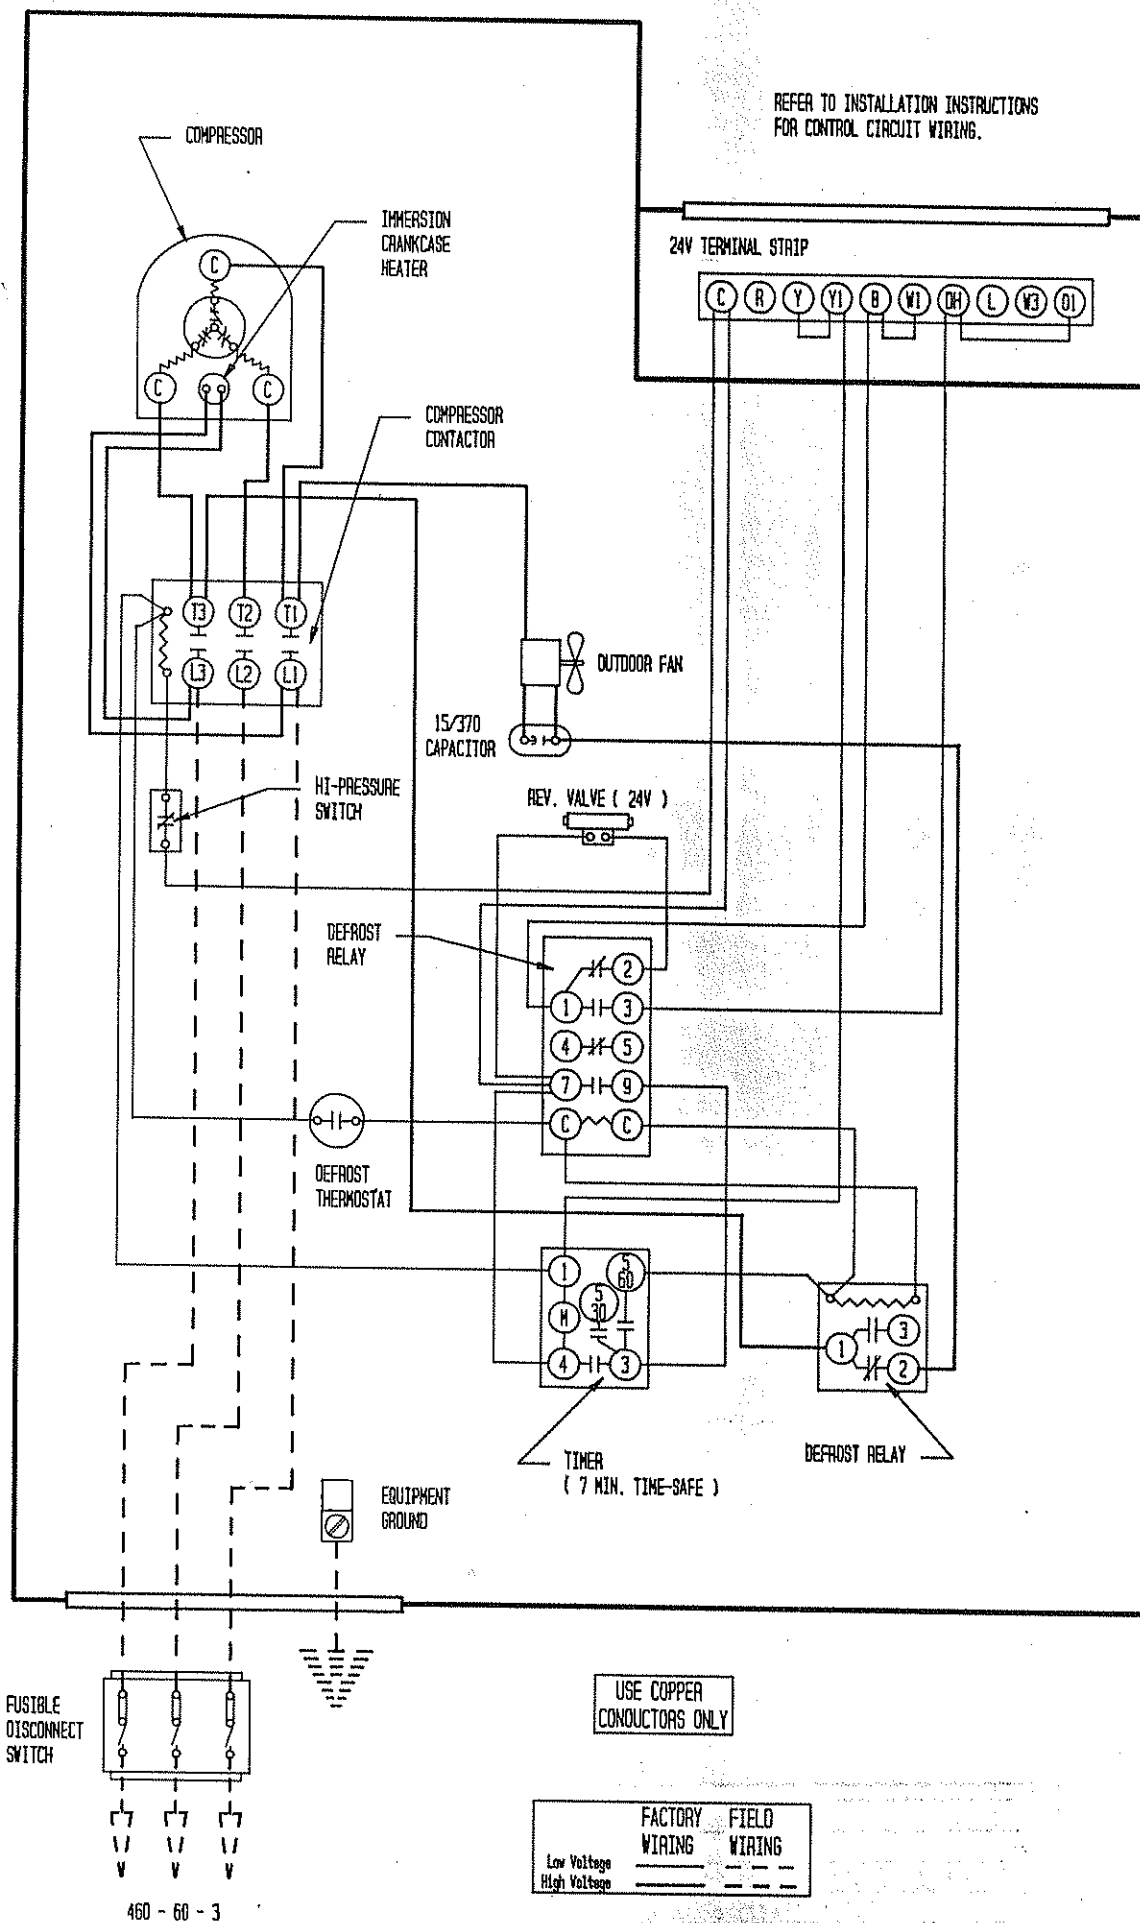 REFER TO INSTALLATION INSTRUCTIONS
FOR CONTROL CIRCUIT WIRING.
COMPRESSOR
IMMERSION
CRANKCASE
HEATER
24V TERMINAL STRIP
C R Y Y1 B W1 DH L W3 O1
C
C C
COMPRESSOR
CONTACTOR
T3 T2 T1
L3 L2 L1
OUTDOOR FAN
15/370
CAPACITOR
HI-PRESSURE
SWITCH
REV. VALVE ( 24V )
DEFROST
RELAY
2
1 3
4 5
7 9
C C
DEFROST
THERMOSTAT
1 5
60
5
30
M
4 3
3
1
2
TIMER
( 7 MIN. TIME-SAFE )
DEFROST RELAY
EQUIPMENT
GROUND
FUSIBLE
DISCONNECT
SWITCH
USE COPPER
CONDUCTORS ONLY
FACTORY FIELD
WIRING WIRING
Low Voltage
High Voltage
460 - 60 - 3